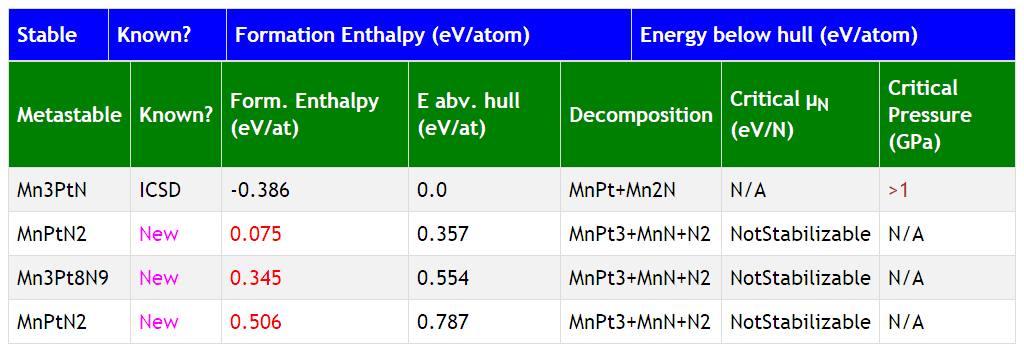 Stable Known? Formation Enthalpy (eV/atom) Energy below hull (eV/atom)
Metastable Known? Form. Enthalpy (eV/at) E abv. hull (eV/at) Decomposition Critical μN (eV/N) Critical Pressure (GPa)
Mn3PtN ICSD -0.386 0.0 MnPt+Mn2N N/A >1
MnPtN2 New 0.075 0.357 MnPt3+MnN+N2 NotStabilizable N/A
Mn3Pt8N9 New 0.345 0.554 MnPt3+MnN+N2 NotStabilizable N/A
MnPtN2 New 0.506 0.787 MnPt3+MnN+N2 NotStabilizable N/A